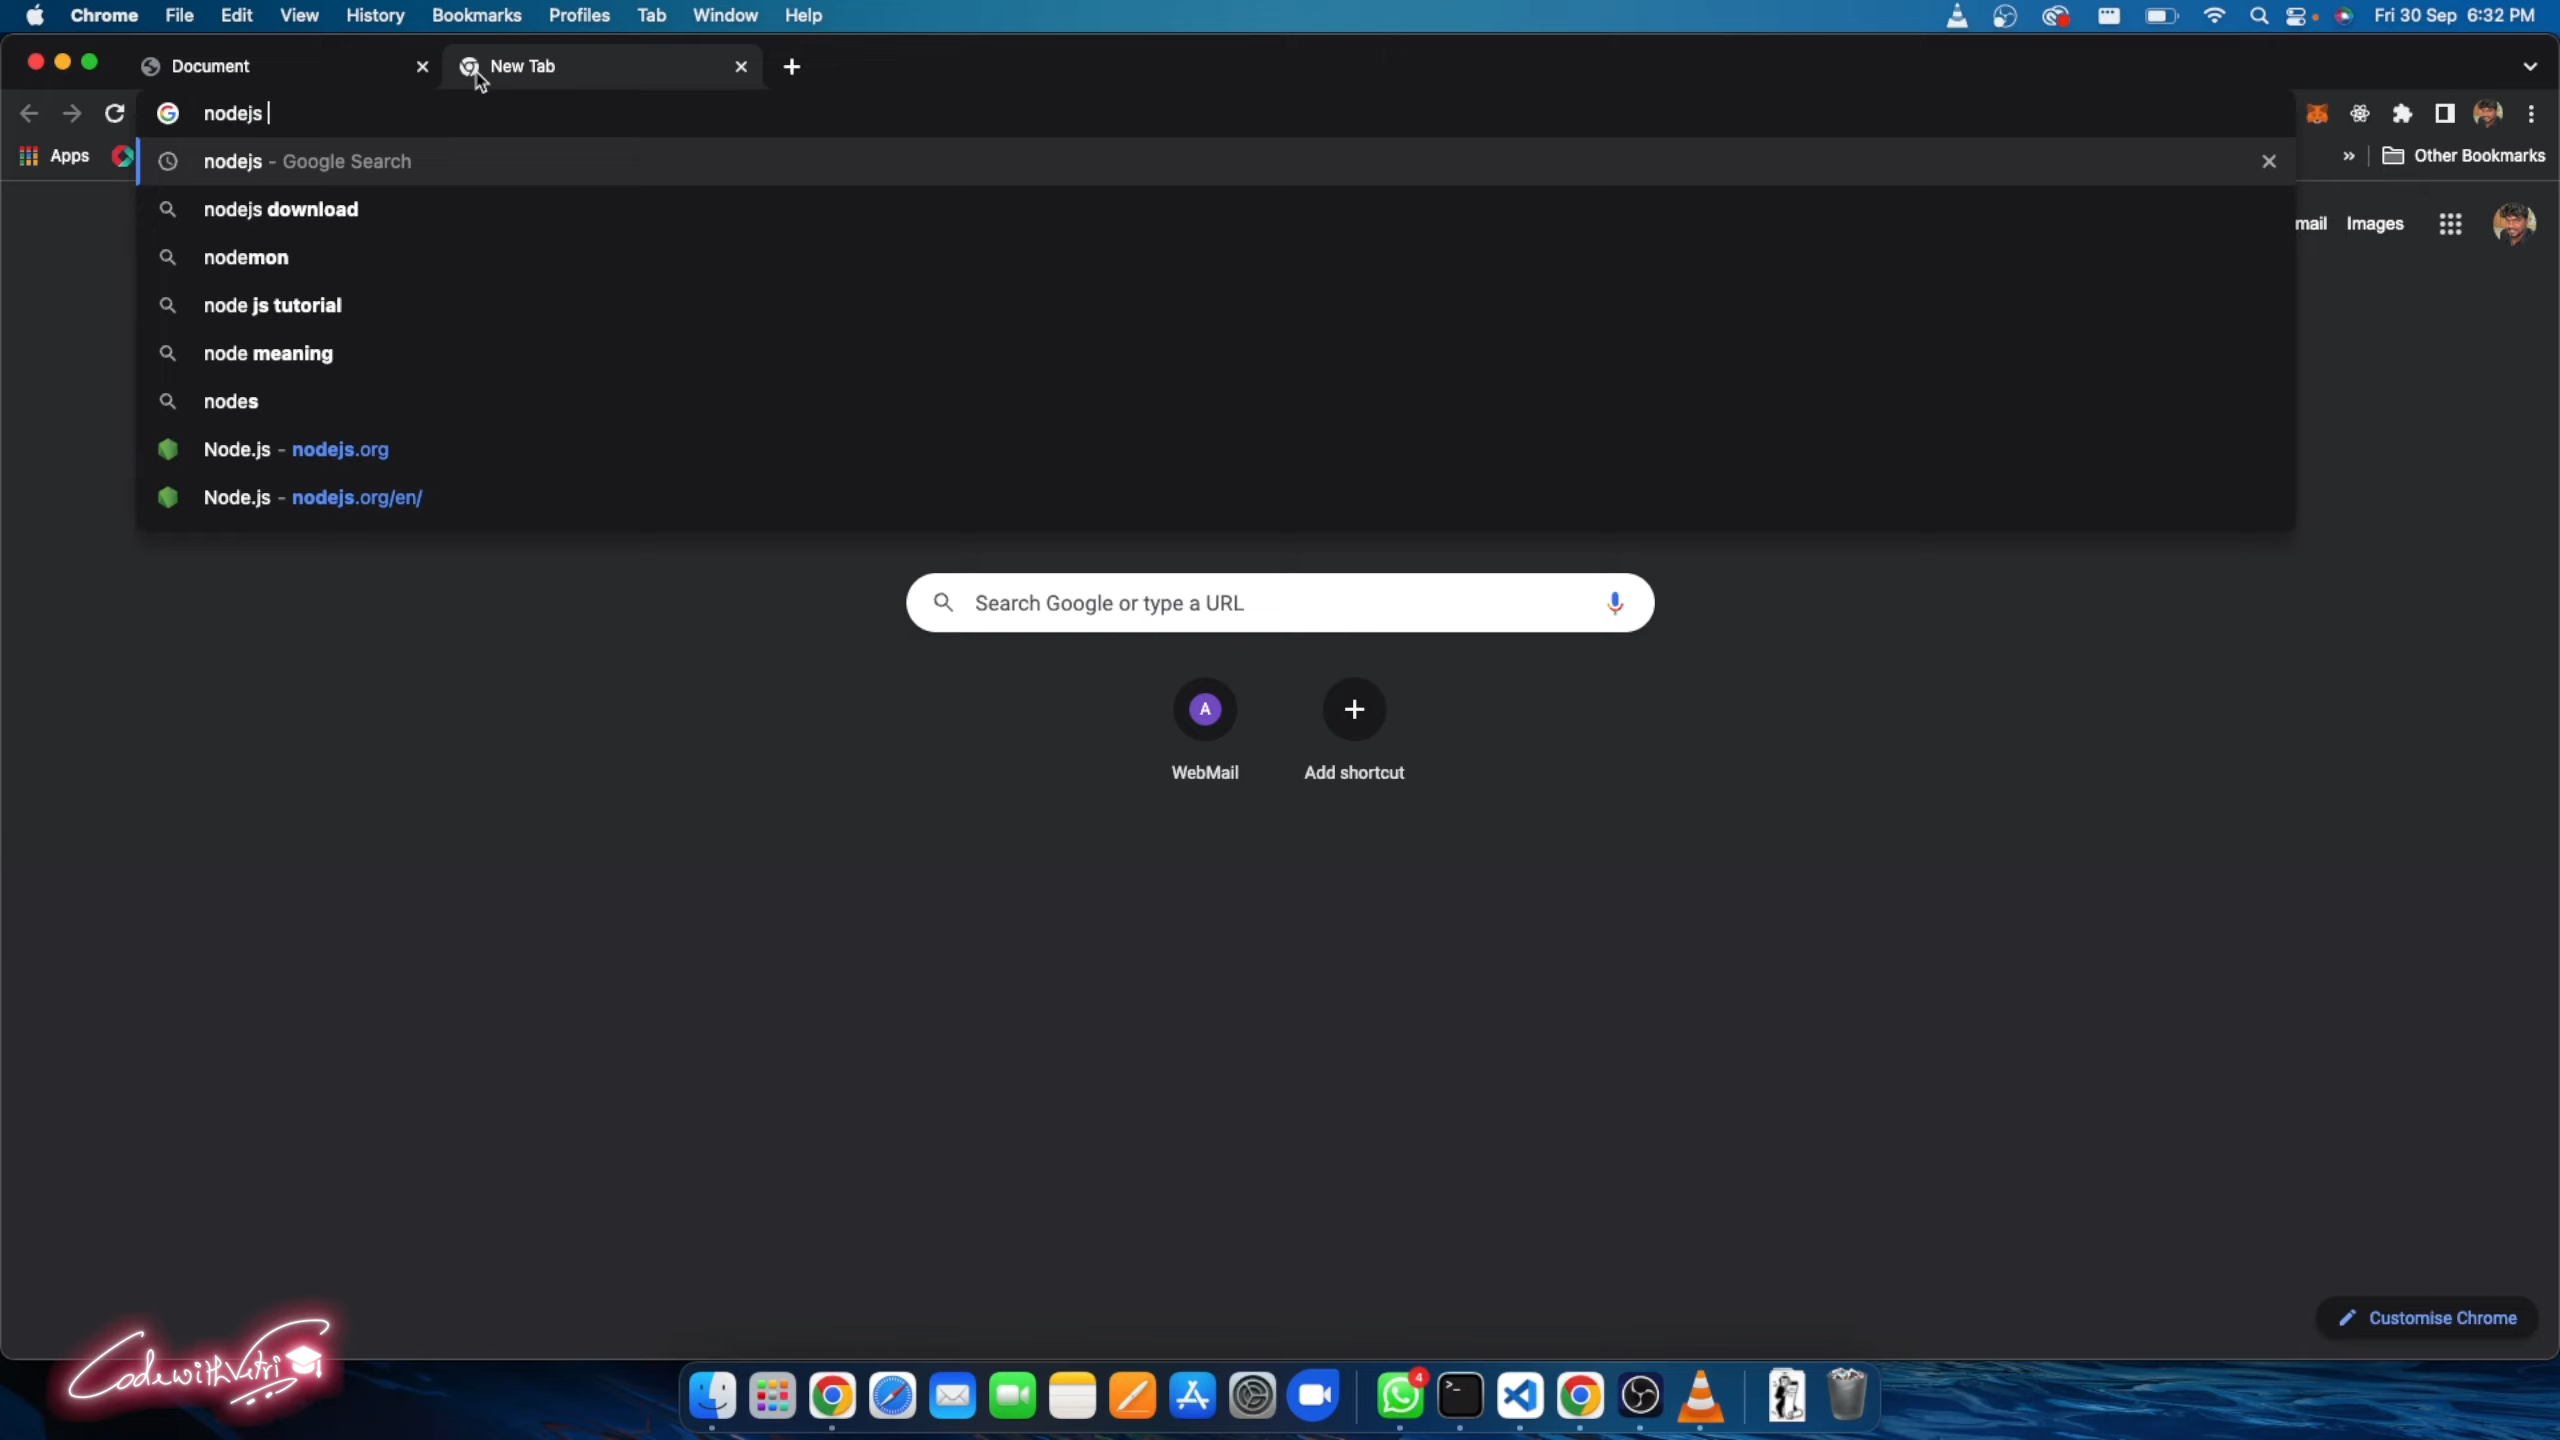 Chrome File Edit View History Bookmarks Profiles Tab Window Help Fri 30 Sep 6:32 PM
Document New Tab
nodejs
Apps nodejs - Google Search Other Bookmarks
nodejs download
mail Images
nodemon
node js tutorial
node meaning
nodes
Node.js - nodejs.org
Node.js - nodejs.org/en/
Search Google or type a URL
A
WebMail Add shortcut
Customise Chrome
CodewithVetri
4